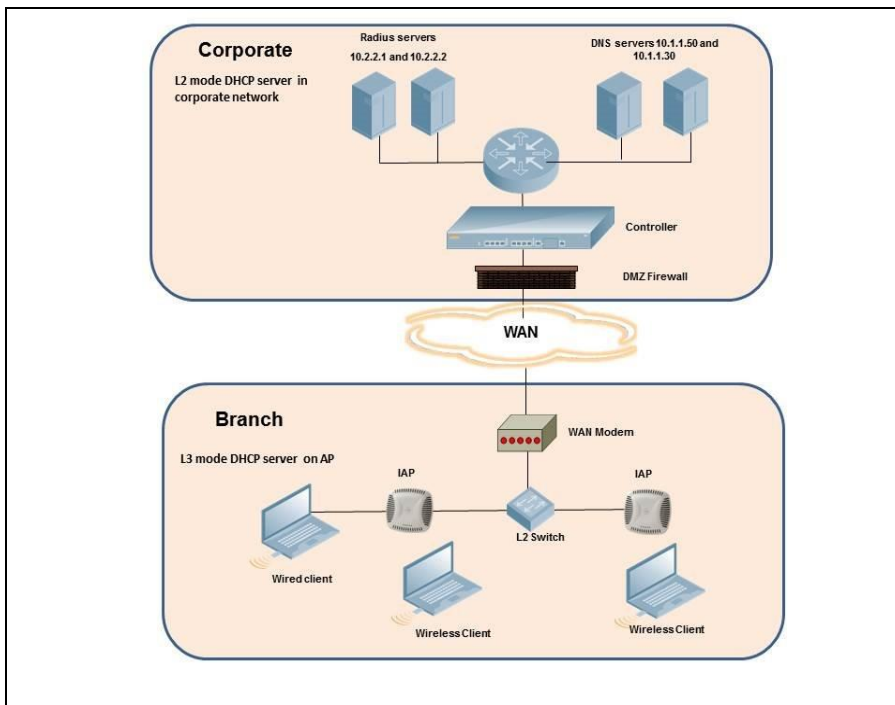 Corporate
L2 mode DHCP server in
corporate network
Radius servers
10.2.2.1 and 10.2.2.2
DNS servers 10.1.1.50 and
10.1.1.30
Controller
DMZ Firewall
WAN
Branch
L3 mode DHCP server on AP
WAN Modem
IAP
IAP
L2 Switch
Wired client
Wireless Client
Wireless Client